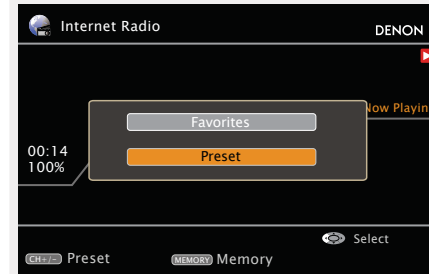 Internet Radio
DENON
Now Playin
Favorites
Preset
00:14
100%
Select
CH+/- Preset
MEMORY Memory